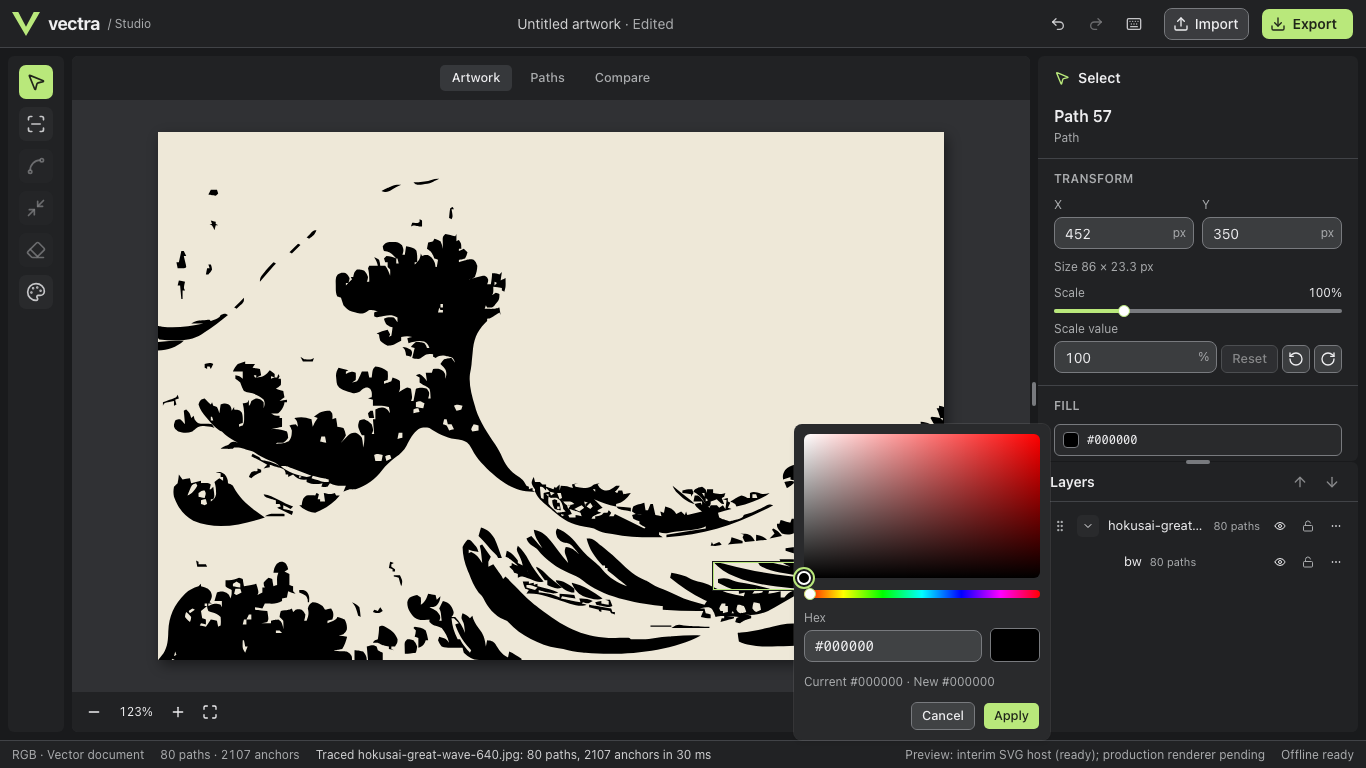 vectra / Studio
Untitled artwork · Edited
Import
Export
Artwork
Paths
Compare
Select
Path 57
Path
TRANSFORM
X
Y
452 px
350 px
Size 86 × 23.3 px
Scale
100%
Scale value
100 %
Reset
FILL
#000000
Layers
hokusai-great... 80 paths
bw 80 paths
Hex
#000000
Current #000000 · New #000000
Cancel
Apply
123%
RGB · Vector document
80 paths · 2107 anchors
Traced hokusai-great-wave-640.jpg: 80 paths, 2107 anchors in 30 ms
Preview: interim SVG host (ready); production renderer pending
Offline ready